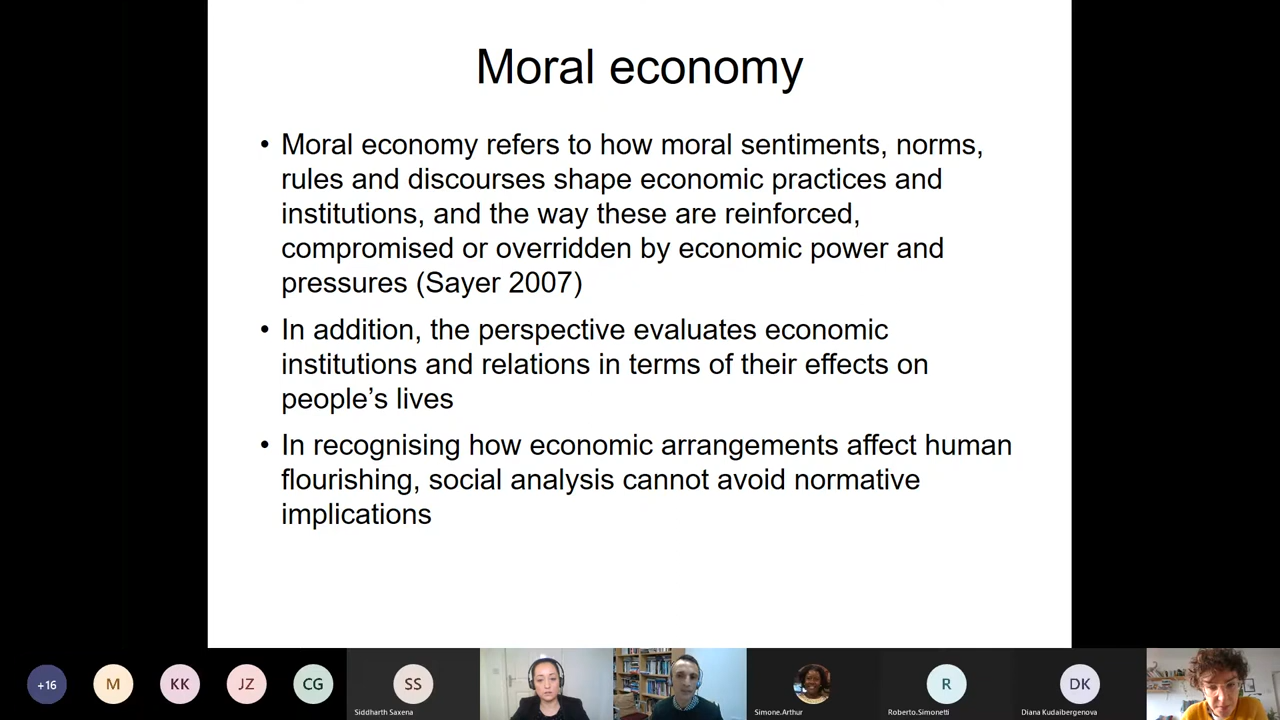 Moral economy
• Moral economy refers to how moral sentiments, norms,
rules and discourses shape economic practices and
institutions, and the way these are reinforced,
compromised or overridden by economic power and
pressures (Sayer 2007)
• In addition, the perspective evaluates economic
institutions and relations in terms of their effects on
people’s lives
• In recognising how economic arrangements affect human
flourishing, social analysis cannot avoid normative
implications
+16
M
KK
JZ
CG
SS
Siddharth Saxena
Simone.Arthur
R
Roberto.Simonetti
DK
Diana Kudaibergenova